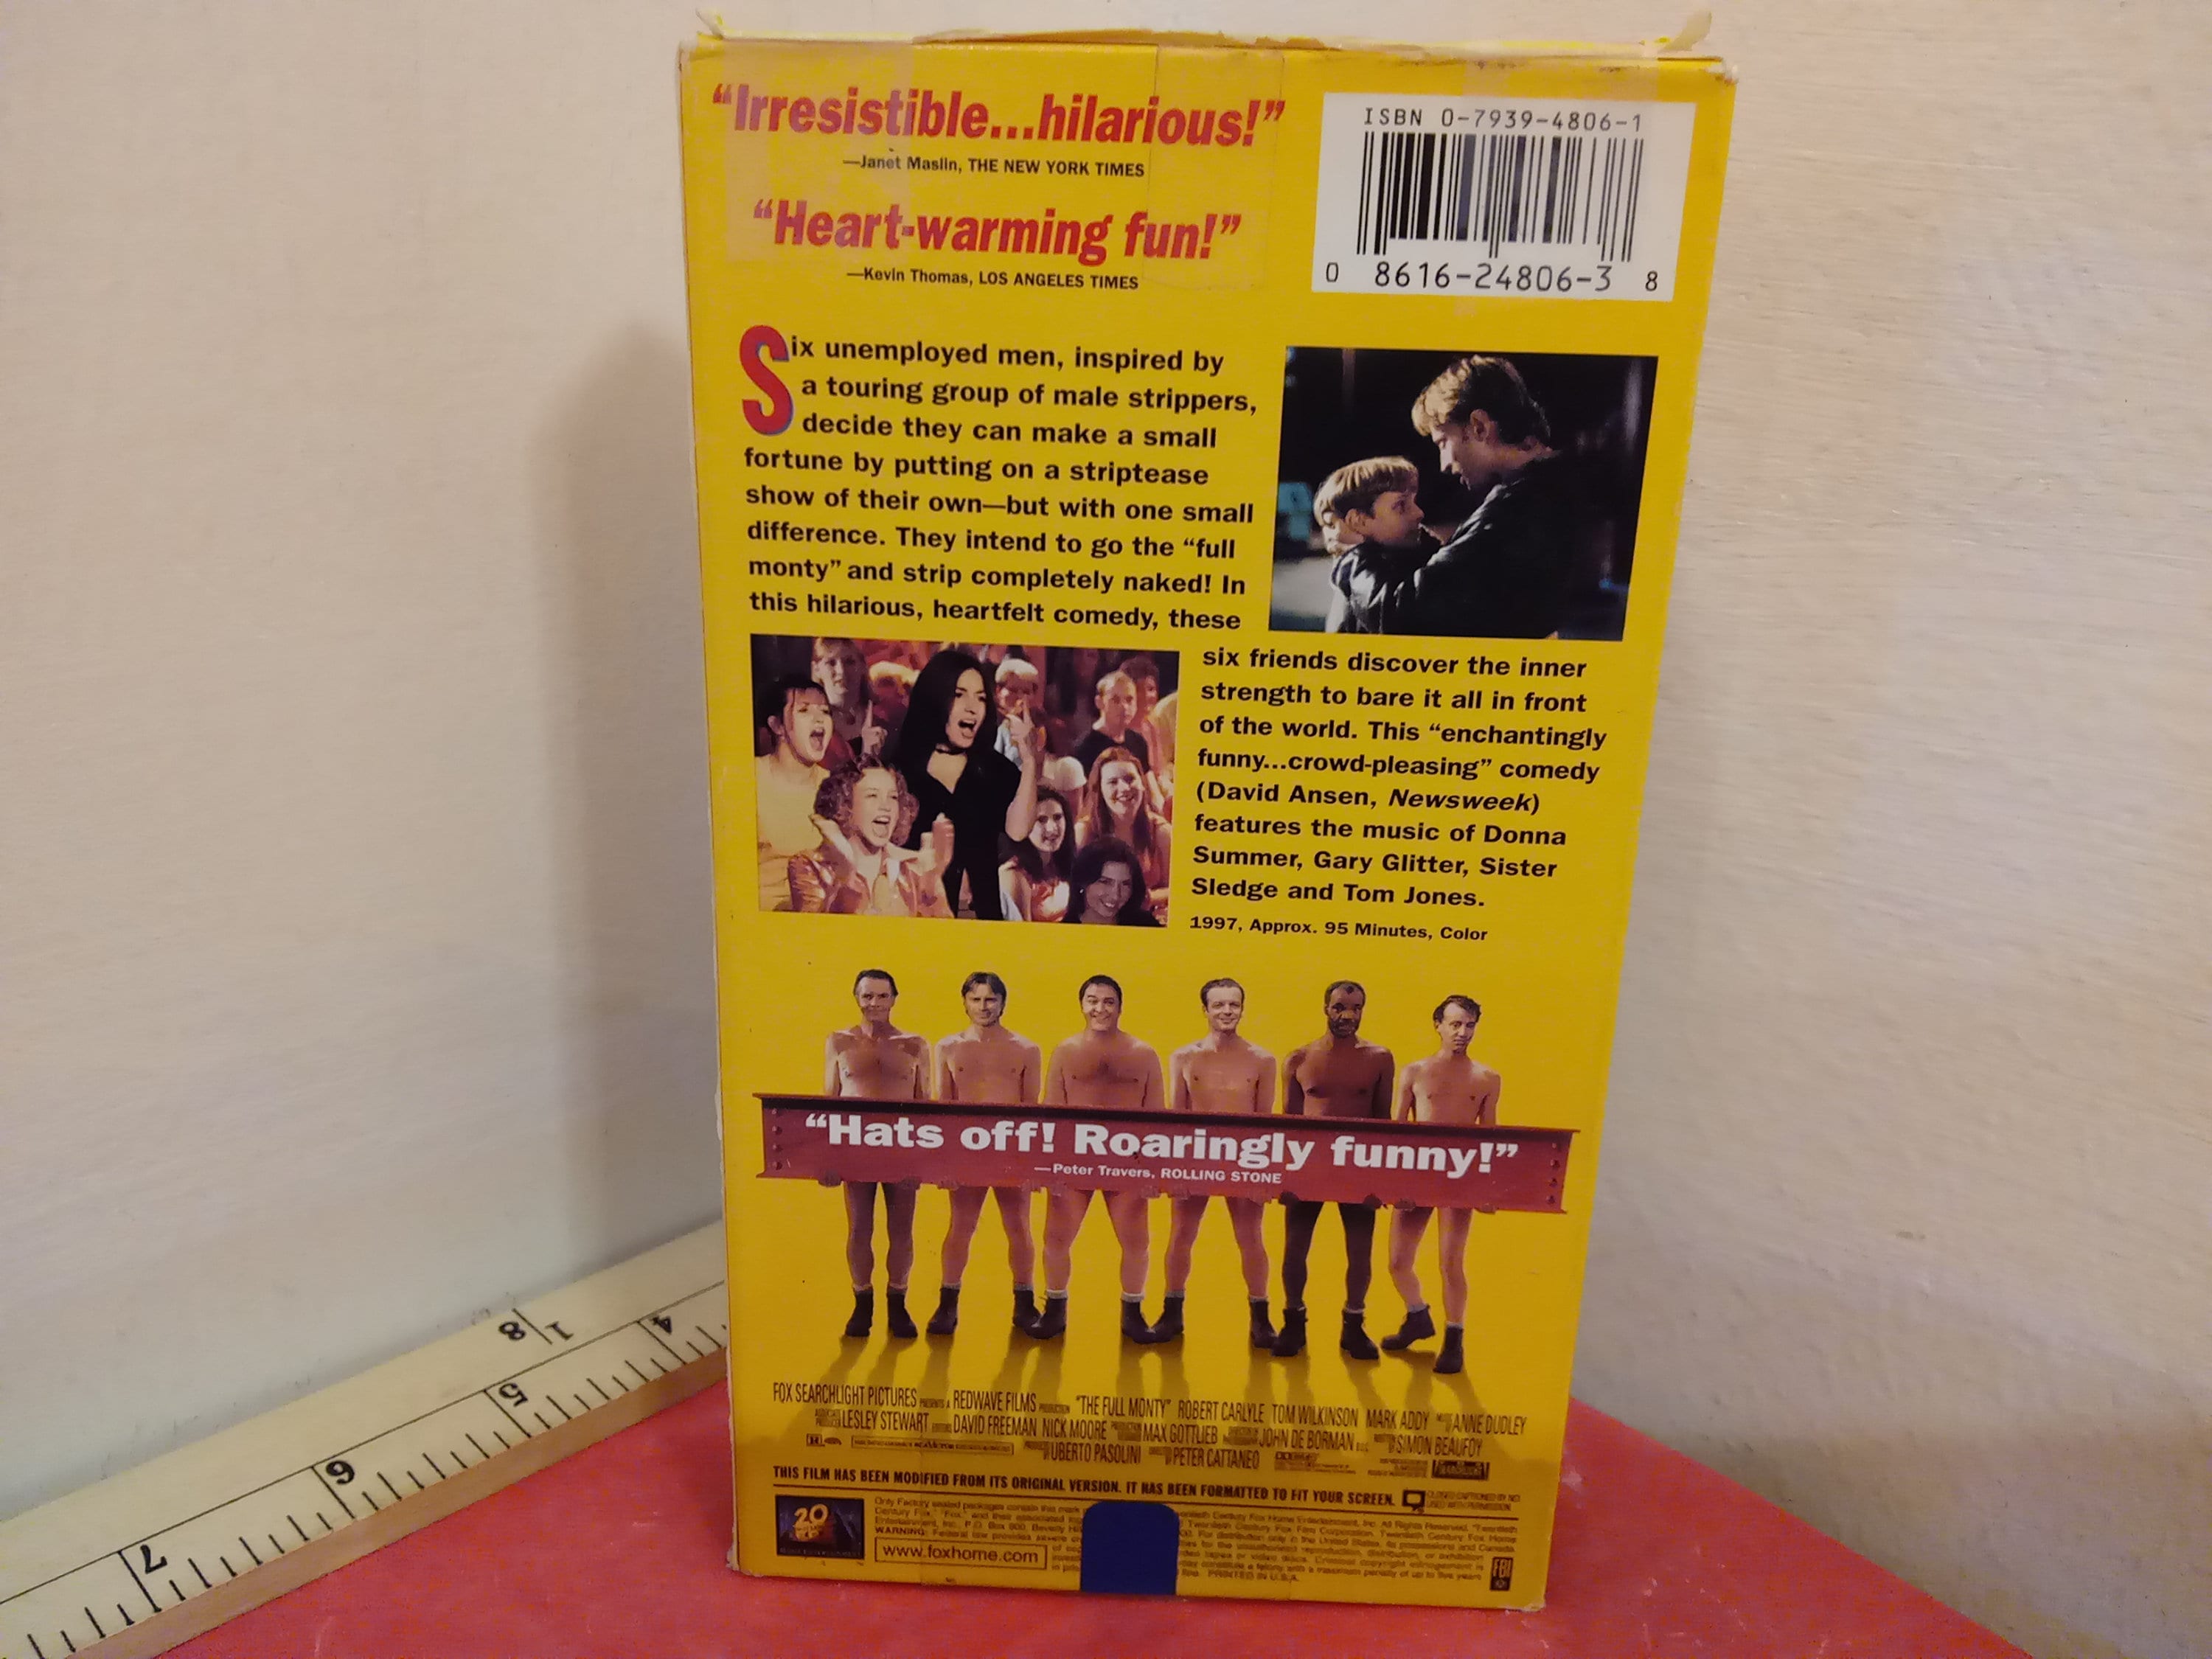 “Irresistible...hilarious!”
—Janet Maslin, THE NEW YORK TIMES
“Heart-warming fun!”
—Kevin Thomas, LOS ANGELES TIMES
ISBN 0-7939-4806-1
0 8616-24806-3 8
Six unemployed men, inspired by
a touring group of male strippers,
decide they can make a small
fortune by putting on a striptease
show of their own—but with one small
difference. They intend to go the “full
monty” and strip completely naked! In
this hilarious, heartfelt comedy, these
six friends discover the inner
strength to bare it all in front
of the world. This “enchantingly
funny...crowd-pleasing” comedy
(David Ansen, Newsweek)
features the music of Donna
Summer, Gary Glitter, Sister
Sledge and Tom Jones.
1997, Approx. 95 Minutes, Color
“Hats off! Roaringly funny!”
—Peter Travers, ROLLING STONE
FOX SEARCHLIGHT PICTURES PRESENTS A REDWAVE FILMS PRODUCTION "THE FULL MONTY" ROBERT CARLYLE TOM WILKINSON MARK ADDY ANNE DUDLEY
LESLEY STEWART DAVID FREEMAN NICK MOORE MAX GOTTLIEB JOHN DE BORMAN SIMON BEAUFOY
UBERTO PASOLINI PETER CATTANEO
THIS FILM HAS BEEN MODIFIED FROM ITS ORIGINAL VERSION. IT HAS BEEN FORMATTED TO FIT YOUR SCREEN.
20
www.foxhome.com
PRINTED IN U.S.A.
FBI
18
4
5
6
7